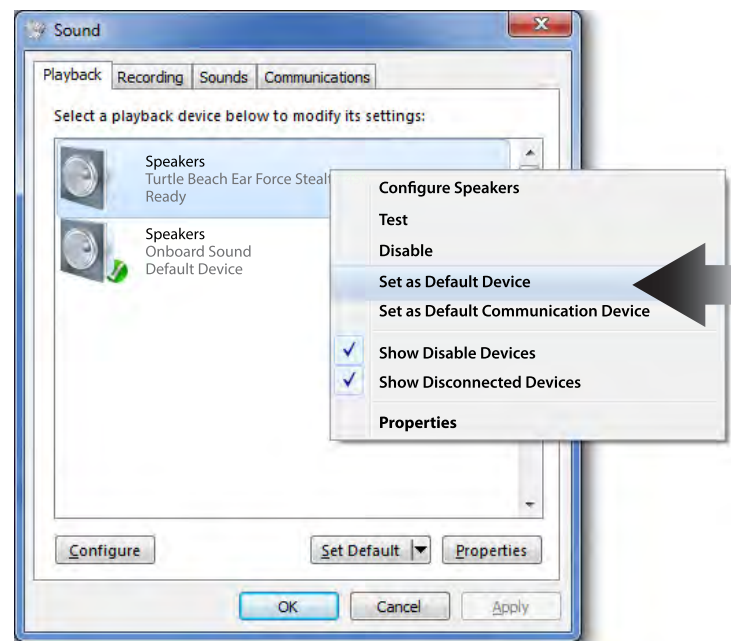 Sound
Playback Recording Sounds Communications
Select a playback device below to modify its settings:
Speakers
Turtle Beach Ear Force
Ready
Speakers
Onboard Sound
Default Device
Configure Speakers
Test
Disable
Set as Default Device
Set as Default Communication Device
Show Disable Devices
Show Disconnected Devices
Properties
Configure Set Default Properties
OK Cancel Apply